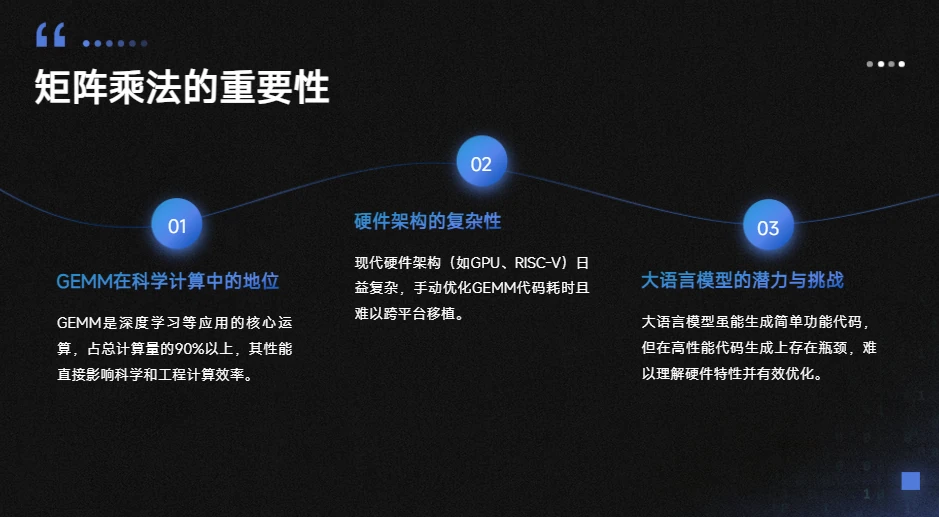 矩阵乘法的重要性
01
GEMM在科学计算中的地位
GEMM是深度学习等应用的核心运
算，占总计算量的90%以上，其性能
直接影响科学和工程计算效率。
02
硬件架构的复杂性
现代硬件架构（如GPU、RISC-V）日
益复杂，手动优化GEMM代码耗时且
难以跨平台移植。
03
大语言模型的潜力与挑战
大语言模型虽能生成简单功能代码，
但在高性能代码生成上存在瓶颈，难
以理解硬件特性并有效优化。